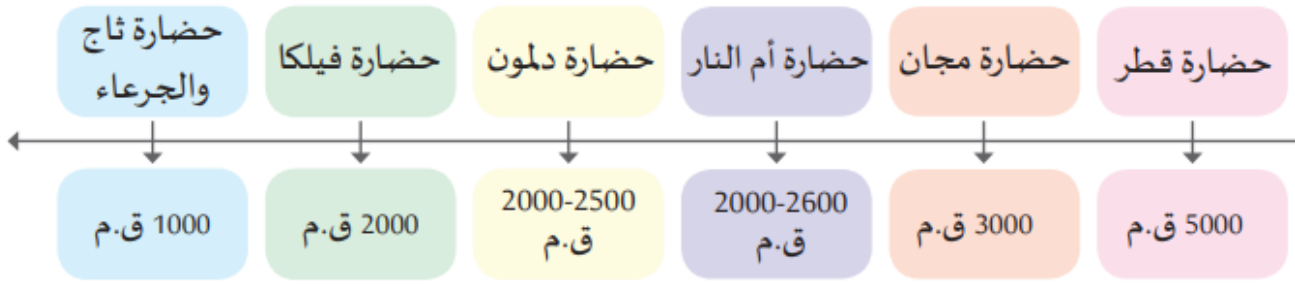 حضارة قطر
حضارة مجان
حضارة أم النار
حضارة دلمون
حضارة فيلكا
حضارة ثاج
والجرعاء
5000 ق.م
3000 ق.م
2000-2600
ق.م
2000-2500
ق.م
2000 ق.م
1000 ق.م